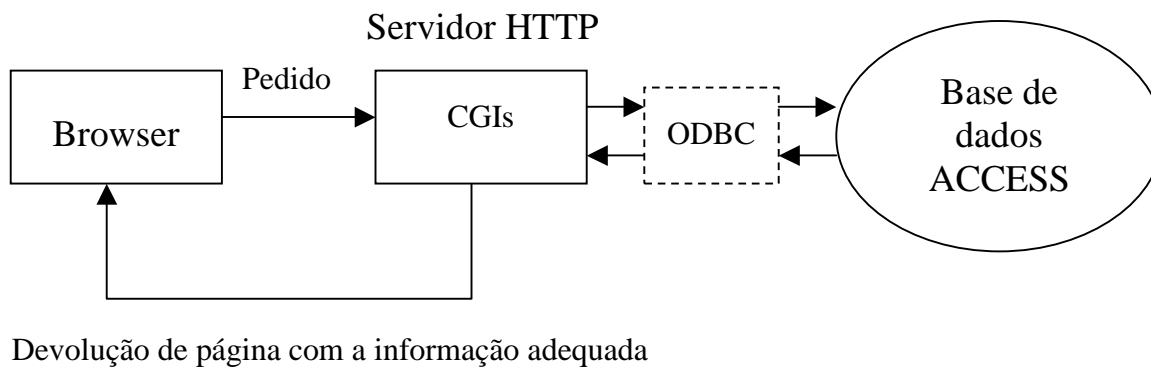 Servidor HTTP
Pedido
Browser
CGIs
ODBC
Base de
dados
ACCESS
Devolução de página com a informação adequada